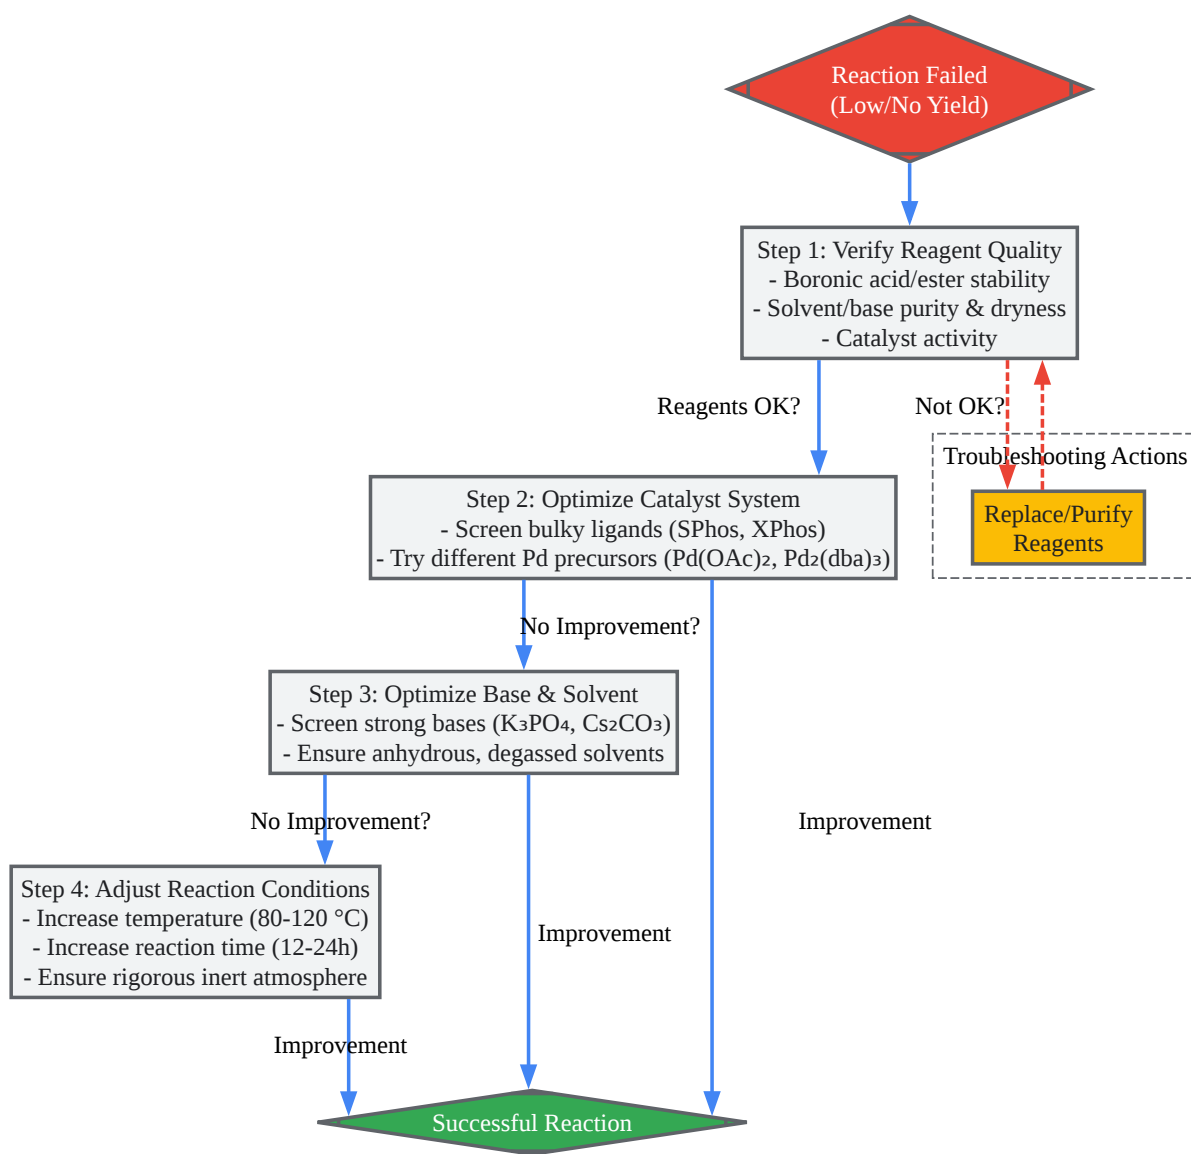 Reaction Failed
(Low/No Yield)
Step 1: Verify Reagent Quality
- Boronic acid/ester stability
- Solvent/base purity & dryness
- Catalyst activity
Reagents OK?
Not OK?
Troubleshooting Actions
Replace/Purify
Reagents
Step 2: Optimize Catalyst System
- Screen bulky ligands (SPhos, XPhos)
- Try different Pd precursors (Pd(OAc)₂, Pd₂(dba)₃)
No Improvement?
Step 3: Optimize Base & Solvent
- Screen strong bases (K₃PO₄, Cs₂CO₃)
- Ensure anhydrous, degassed solvents
No Improvement?
Improvement
Step 4: Adjust Reaction Conditions
- Increase temperature (80-120 °C)
- Increase reaction time (12-24h)
- Ensure rigorous inert atmosphere
Improvement
Improvement
Successful Reaction